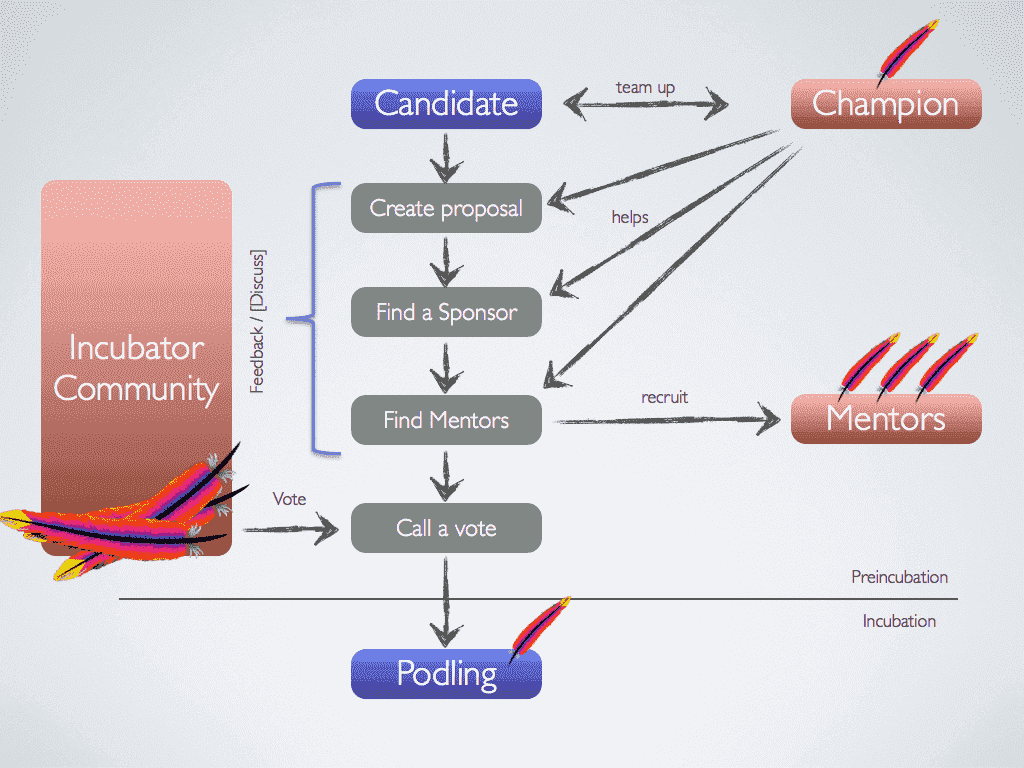 Candidate
team up
Champion
Create proposal
helps
Feedback / [Discuss]
Find a Sponsor
Incubator
Community
Find Mentors
recruit
Mentors
Vote
Call a vote
Preincubation
Incubation
Podling